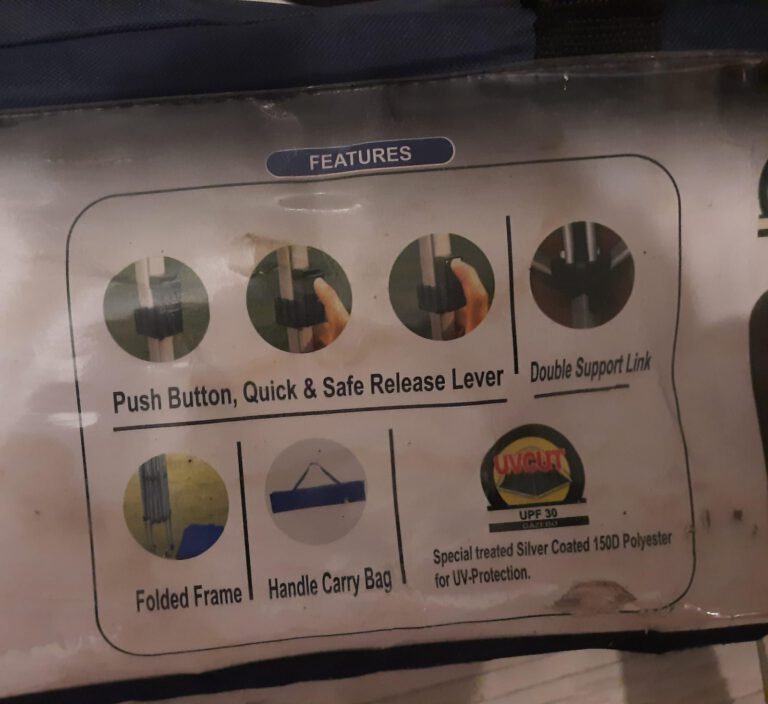 FEATURES
Push Button, Quick & Safe Release Lever
Double Support Link
Folded Frame
Handle Carry Bag
UVCUT
UPF 30
GAZEBO
Special treated Silver Coated 150D Polyester
for UV-Protection.